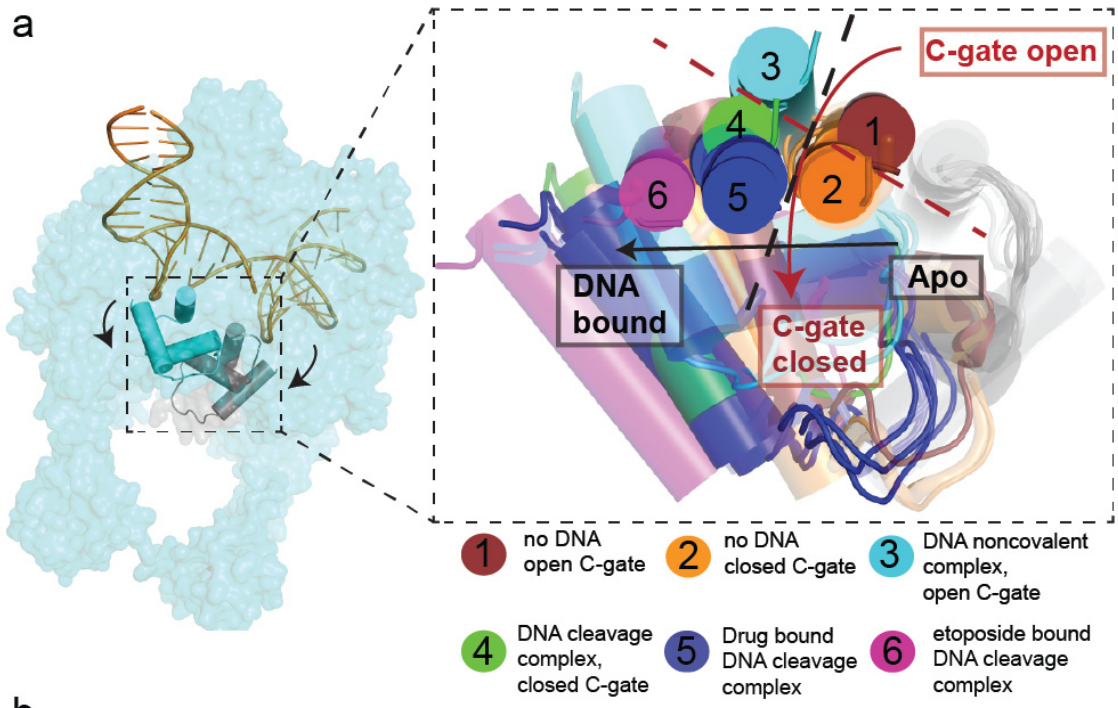 a
C-gate open
3
4
1
6
5
2
DNA
bound
Apo
C-gate
closed
1 no DNA
open C-gate
2 no DNA
closed C-gate
3 DNA noncovalent
complex,
open C-gate
4 DNA cleavage
complex,
closed C-gate
5 Drug bound
DNA cleavage
complex
6 etoposide bound
DNA cleavage
complex